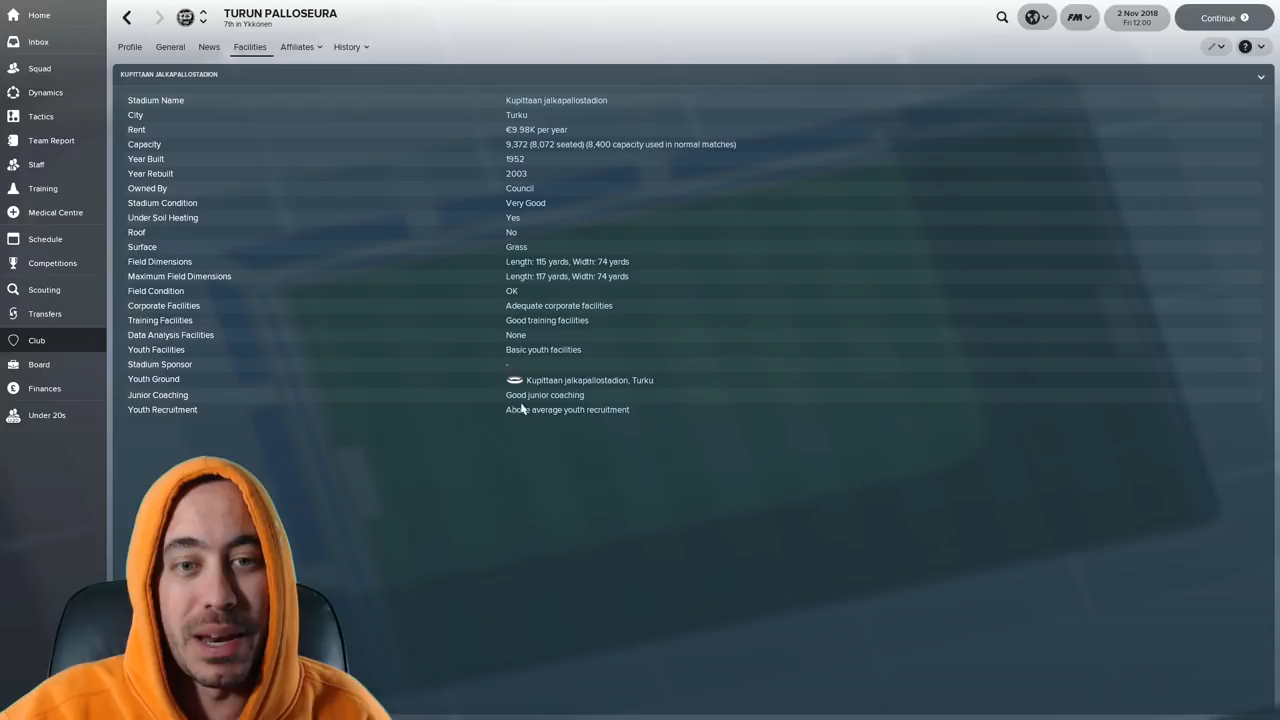 Home
Inbox
Squad
Dynamics
Tactics
Team Report
Staff
Training
Medical Centre
Schedule
Competitions
Scouting
Transfers
Club
Board
Finances
Under 20s
TURUN PALLOSEURA
7th in Ykkönen
FM
2 Nov 2018
Fri 12:00
Continue
Profile General News Facilities Affiliates History
?
KUPITTAAN JALKAPALLOSTADION
Stadium Name Kupittaan jalkapallostadion
City Turku
Rent €9.98K per year
Capacity 9,372 (8,072 seated) (8,400 capacity used in normal matches)
Year Built 1952
Year Rebuilt 2003
Owned By Council
Stadium Condition Very Good
Under Soil Heating Yes
Roof No
Surface Grass
Field Dimensions Length: 115 yards, Width: 74 yards
Maximum Field Dimensions Length: 117 yards, Width: 74 yards
Field Condition OK
Corporate Facilities Adequate corporate facilities
Training Facilities Good training facilities
Data Analysis Facilities None
Youth Facilities Basic youth facilities
Stadium Sponsor -
Youth Ground Kupittaan jalkapallostadion, Turku
Junior Coaching Good junior coaching
Youth Recruitment Above average youth recruitment